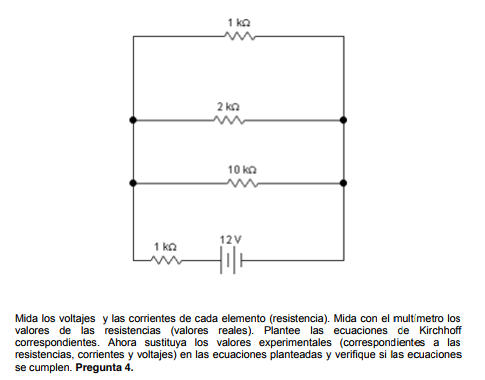 1 kΩ
2 kΩ
10 kΩ
1 kΩ
12 V
Mida los voltajes y las corrientes de cada elemento (resistencia). Mida con el multímetro los
valores de las resistencias (valores reales). Plantee las ecuaciones de Kirchhoff
correspondientes. Ahora sustituya los valores experimentales (correspondientes a las
resistencias, corrientes y voltajes) en las ecuaciones planteadas y verifique si las ecuaciones
se cumplen. Pregunta 4.